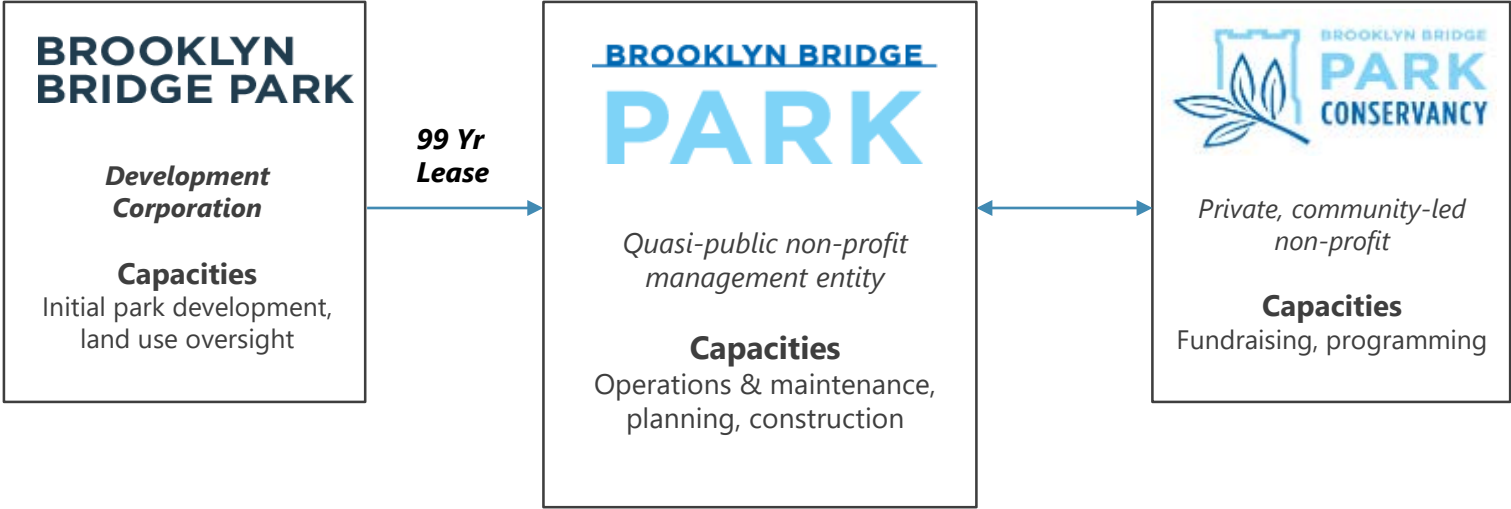 BROOKLYN
BRIDGE PARK
Development
Corporation
Capacities
Initial park development,
land use oversight
99 Yr
Lease
BROOKLYN BRIDGE
PARK
Quasi-public non-profit
management entity
Capacities
Operations & maintenance,
planning, construction
BROOKLYN BRIDGE
PARK
CONSERVANCY
Private, community-led
non-profit
Capacities
Fundraising, programming